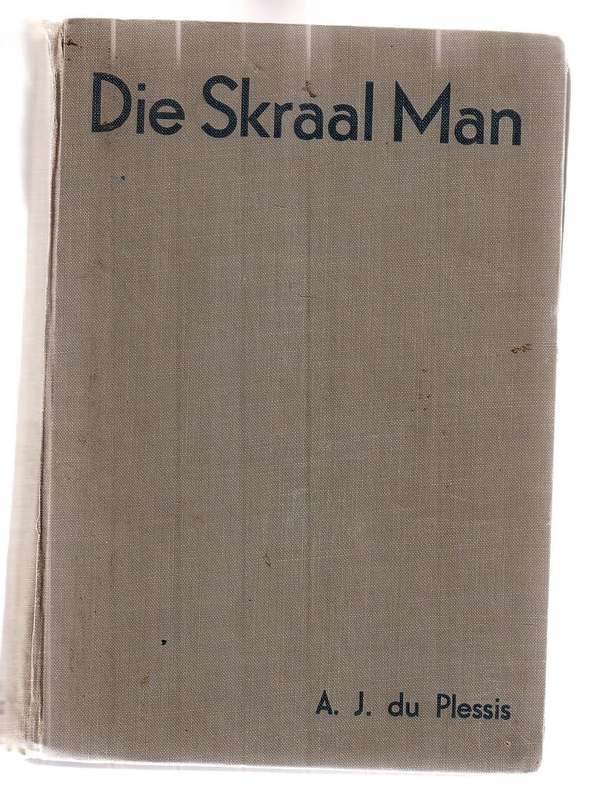 Die Skraal Man
A. J. du Plessis